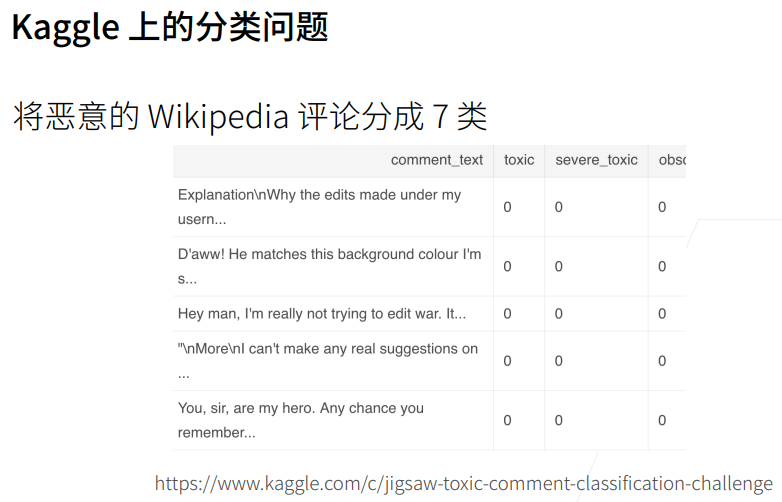 Kaggle 上的分类问题
将恶意的 Wikipedia 评论分成 7 类
comment_text toxic severe_toxic obsc
Explanation\nWhy the edits made under my
usern... 0 0 0
D'aww! He matches this background colour I'm
s... 0 0 0
Hey man, I'm really not trying to edit war. It... 0 0 0
"\nMore\nI can't make any real suggestions on
... 0 0 0
You, sir, are my hero. Any chance you
remember... 0 0 0
https://www.kaggle.com/c/jigsaw-toxic-comment-classification-challenge